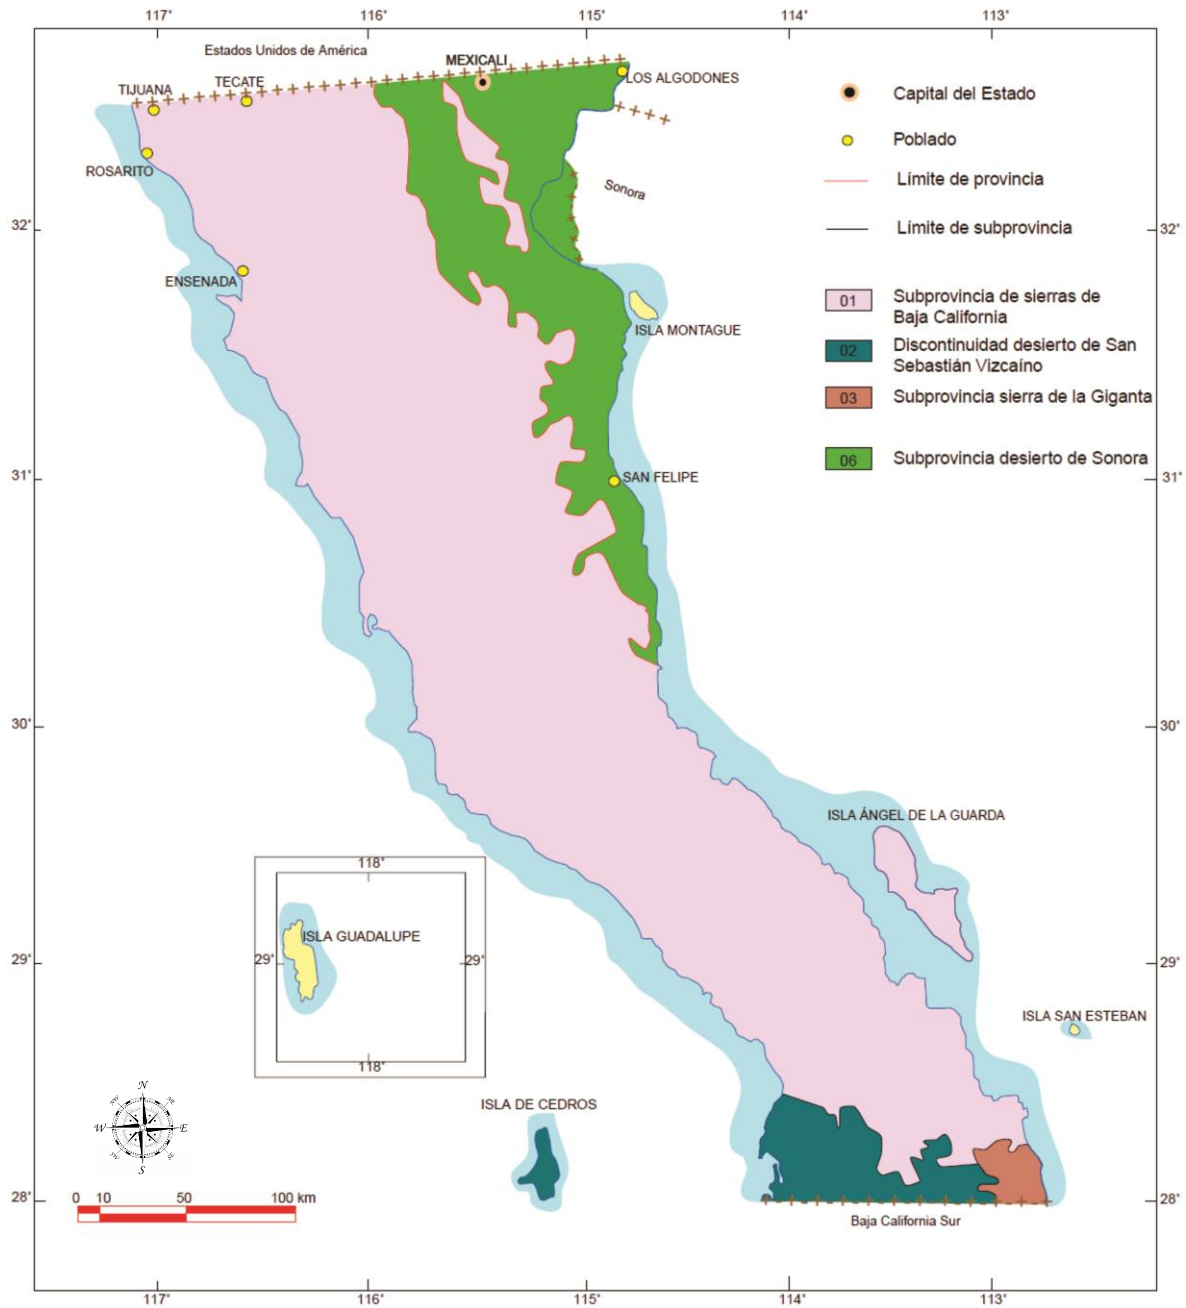 117˚
116˚
115˚
114˚
113˚
Estados Unidos de América
MEXICALI
TIJUANA
TECATE
LOS ALGODONES
ROSARITO
Sonora
32˚
32˚
ENSENADA
ISLA MONTAGUE
Capital del Estado
Poblado
Límite de provincia
Límite de subprovincia
01 Subprovincia de sierras de
Baja California
02 Discontinuidad desierto de San
Sebastián Vizcaíno
03 Subprovincia sierra de la Giganta
06 Subprovincia desierto de Sonora
31˚
31˚
SAN FELIPE
30˚
30˚
ISLA ÁNGEL DE LA GUARDA
118˚
ISLA GUADALUPE
29˚
29˚
118˚
29˚
29˚
ISLA SAN ESTEBAN
ISLA DE CEDROS
N
W
E
S
0 10 50 100 km
28˚
28˚
Baja California Sur
117˚
116˚
115˚
114˚
113˚